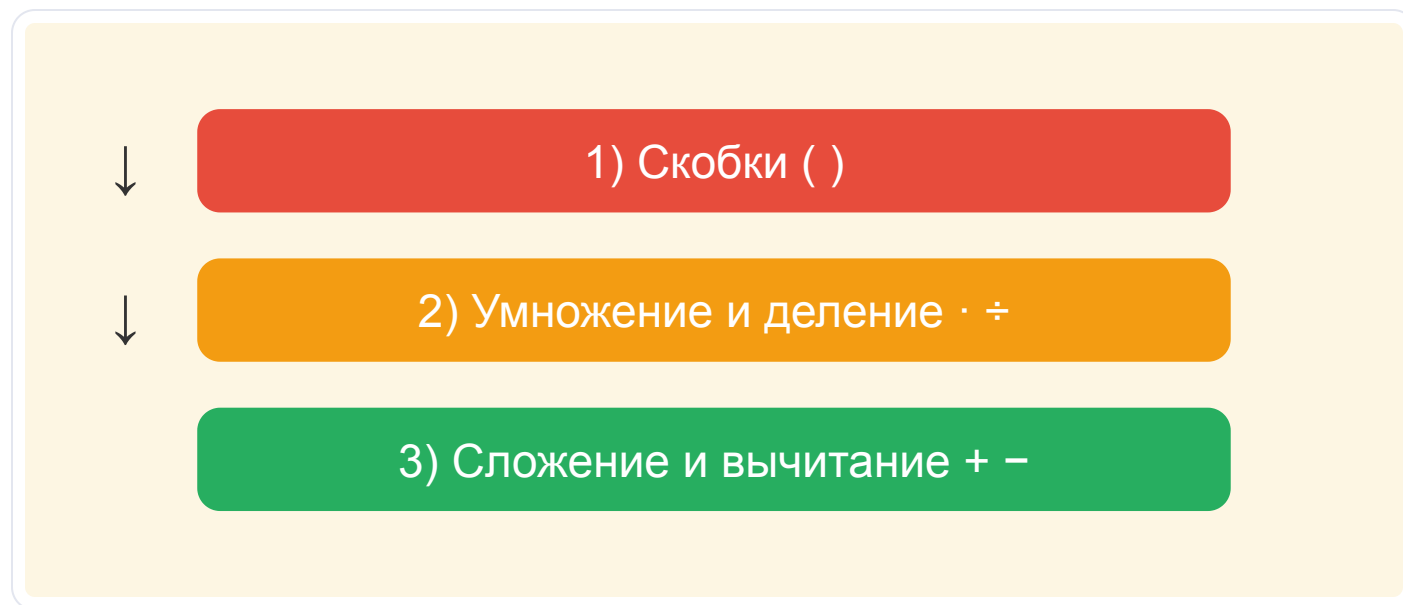 1) Скобки ( )
2) Умножение и деление · ÷
3) Сложение и вычитание + −